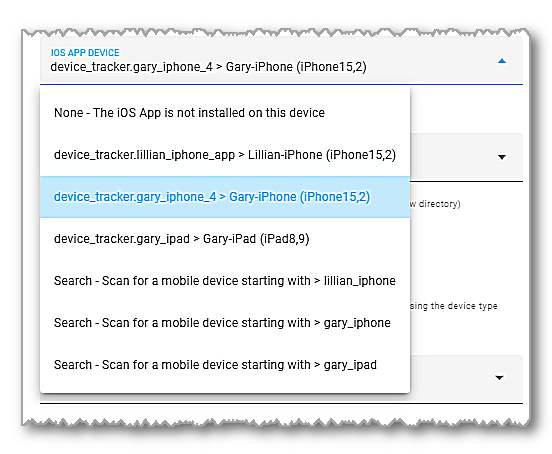 IOS APP DEVICE
device_tracker.gary_iphone_4 > Gary-iPhone (iPhone15,2)
None - The iOS App is not installed on this device
device_tracker.lillian_iphone_app > Lillian-iPhone (iPhone15,2)
device_tracker.gary_iphone_4 > Gary-iPhone (iPhone15,2)
w directory)
device_tracker.gary_ipad > Gary-iPad (iPad8,9)
Search - Scan for a mobile device starting with > lillian_iphone
sing the device type
Search - Scan for a mobile device starting with > gary_iphone
Search - Scan for a mobile device starting with > gary_ipad